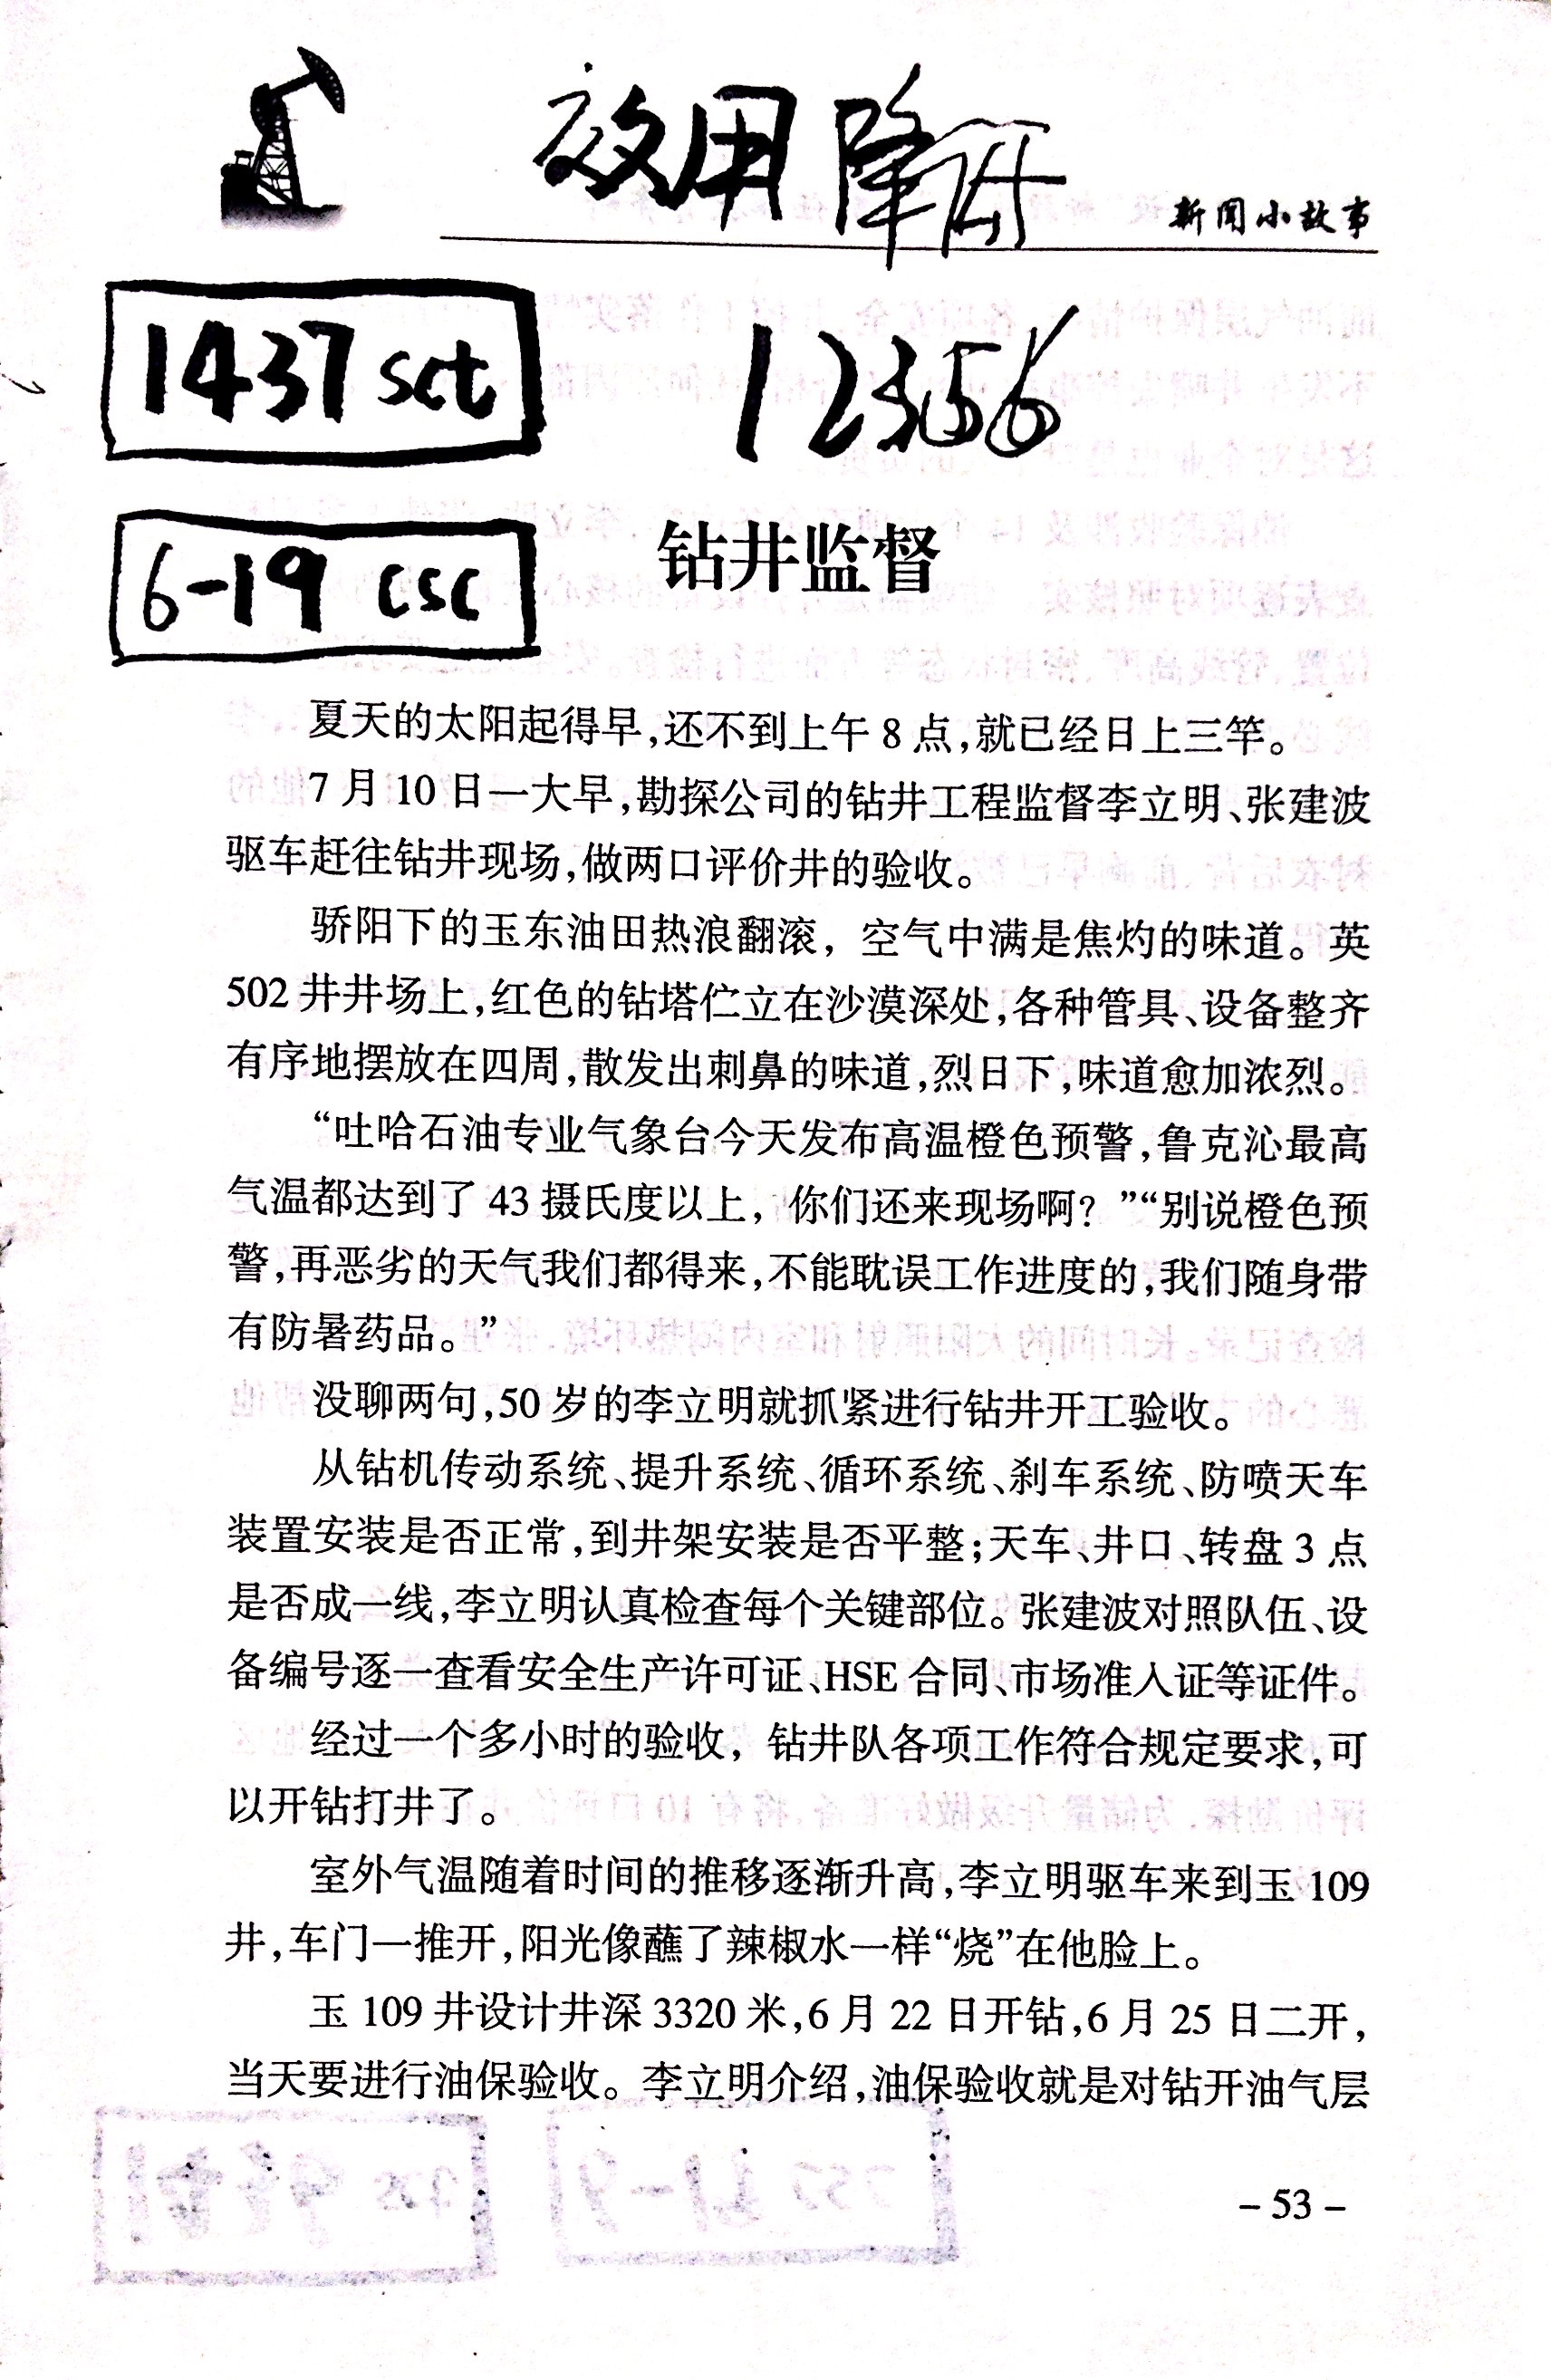 效用降低
新闻小故事
1437 sct
123456
6-19 csc
钻井监督
夏天的太阳起得早,还不到上午 8 点,就已经日上三竿。
7 月 10 日一大早,勘探公司的钻井工程监督李立明、张建波
驱车赶往钻井现场,做两口评价井的验收。
骄阳下的玉东油田热浪翻滚，空气中满是焦灼的味道。英
502 井井场上,红色的钻塔伫立在沙漠深处,各种管具、设备整齐
有序地摆放在四周,散发出刺鼻的味道,烈日下,味道愈加浓烈。
“吐哈石油专业气象台今天发布高温橙色预警,鲁克沁最高
气温都达到了 43 摄氏度以上，你们还来现场啊？”“别说橙色预
警,再恶劣的天气我们都得来,不能耽误工作进度的,我们随身带
有防暑药品。”
没聊两句,50 岁的李立明就抓紧进行钻井开工验收。
从钻机传动系统、提升系统、循环系统、刹车系统、防喷天车
装置安装是否正常,到井架安装是否平整;天车、井口、转盘 3 点
是否成一线,李立明认真检查每个关键部位。张建波对照队伍、设
备编号逐一查看安全生产许可证、HSE 合同、市场准入证等证件。
经过一个多小时的验收，钻井队各项工作符合规定要求,可
以开钻打井了。
室外气温随着时间的推移逐渐升高,李立明驱车来到玉 109
井,车门一推开,阳光像蘸了辣椒水一样“烧”在他脸上。
玉 109 井设计井深 3320 米,6 月 22 日开钻,6 月 25 日二开,
当天要进行油保验收。李立明介绍,油保验收就是对钻开油气层
– 53 –